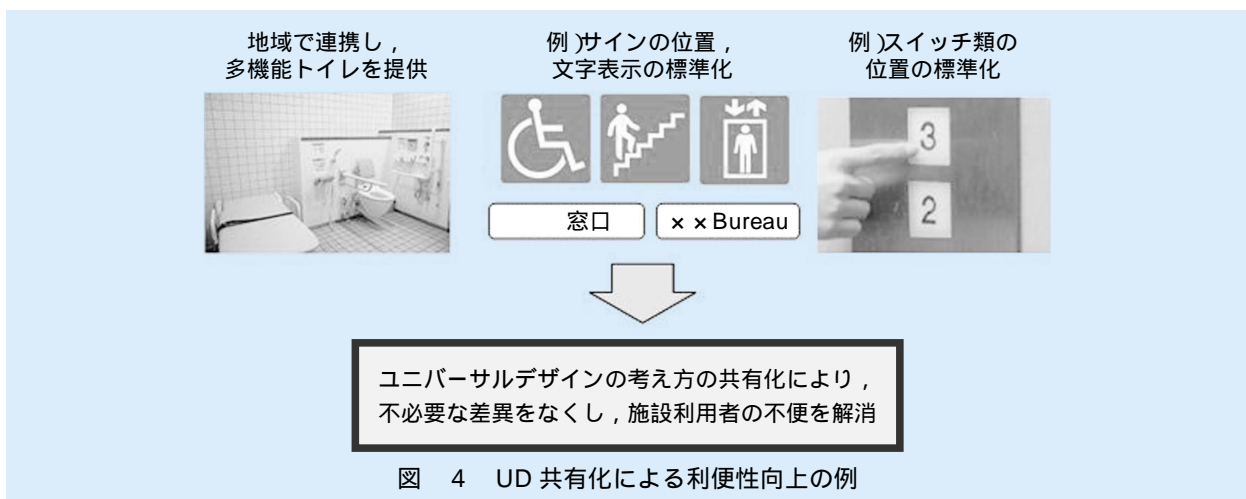 地域で連携し，
多機能トイレを提供
例)サインの位置，
文字表示の標準化
例)スイッチ類の
位置の標準化
窓口
××Bureau
3
2
ユニバーサルデザインの考え方の共有化により，
不必要な差異をなくし，施設利用者の不便を解消
図 4 UD共有化による利便性向上の例